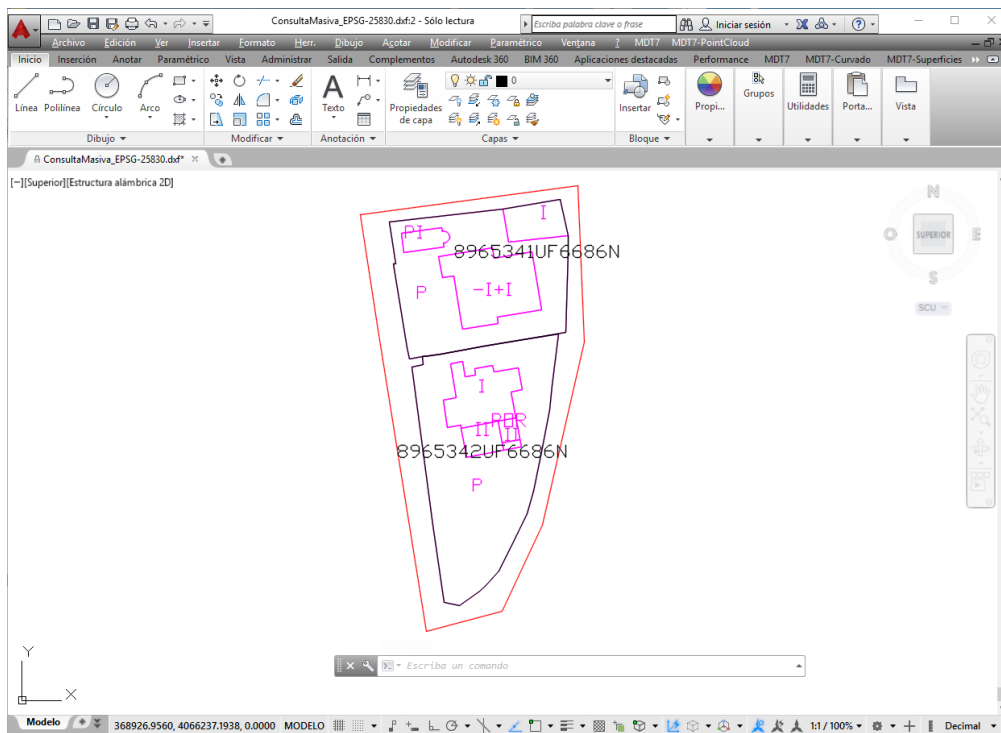 ConsultaMasiva_EPSG-25830.dxf:2 - Sólo lectura
Escriba palabra clave o frase
Iniciar sesión
Archivo Edición Ver Insertar Formato Herr. Dibujo Acotar Modificar Paramétrico Ventana ? MDT7 MDT7-PointCloud
Inicio Inserción Anotar Paramétrico Vista Administrar Salida Complementos Autodesk 360 BIM 360 Aplicaciones destacadas Performance MDT7 MDT7-Curvado MDT7-Superficies
0
Línea Polilínea Círculo Arco Texto Propiedades de capa Insertar Propi... Grupos Utilidades Porta... Vista
Dibujo Modificar Anotación Capas Bloque
ConsultaMasiva_EPSG-25830.dxf*
[−][Superior][Estructura alámbrica 2D]
N
O SUPERIOR E
S
SCU
PI
I
8965341UF6686N
P
-I+I
I
POR
II
II
8965342UF6686N
P
Y
X
Escriba un comando
Modelo
368926.9560, 4066237.1938, 0.0000 MODELO 1:1 / 100% Decimal